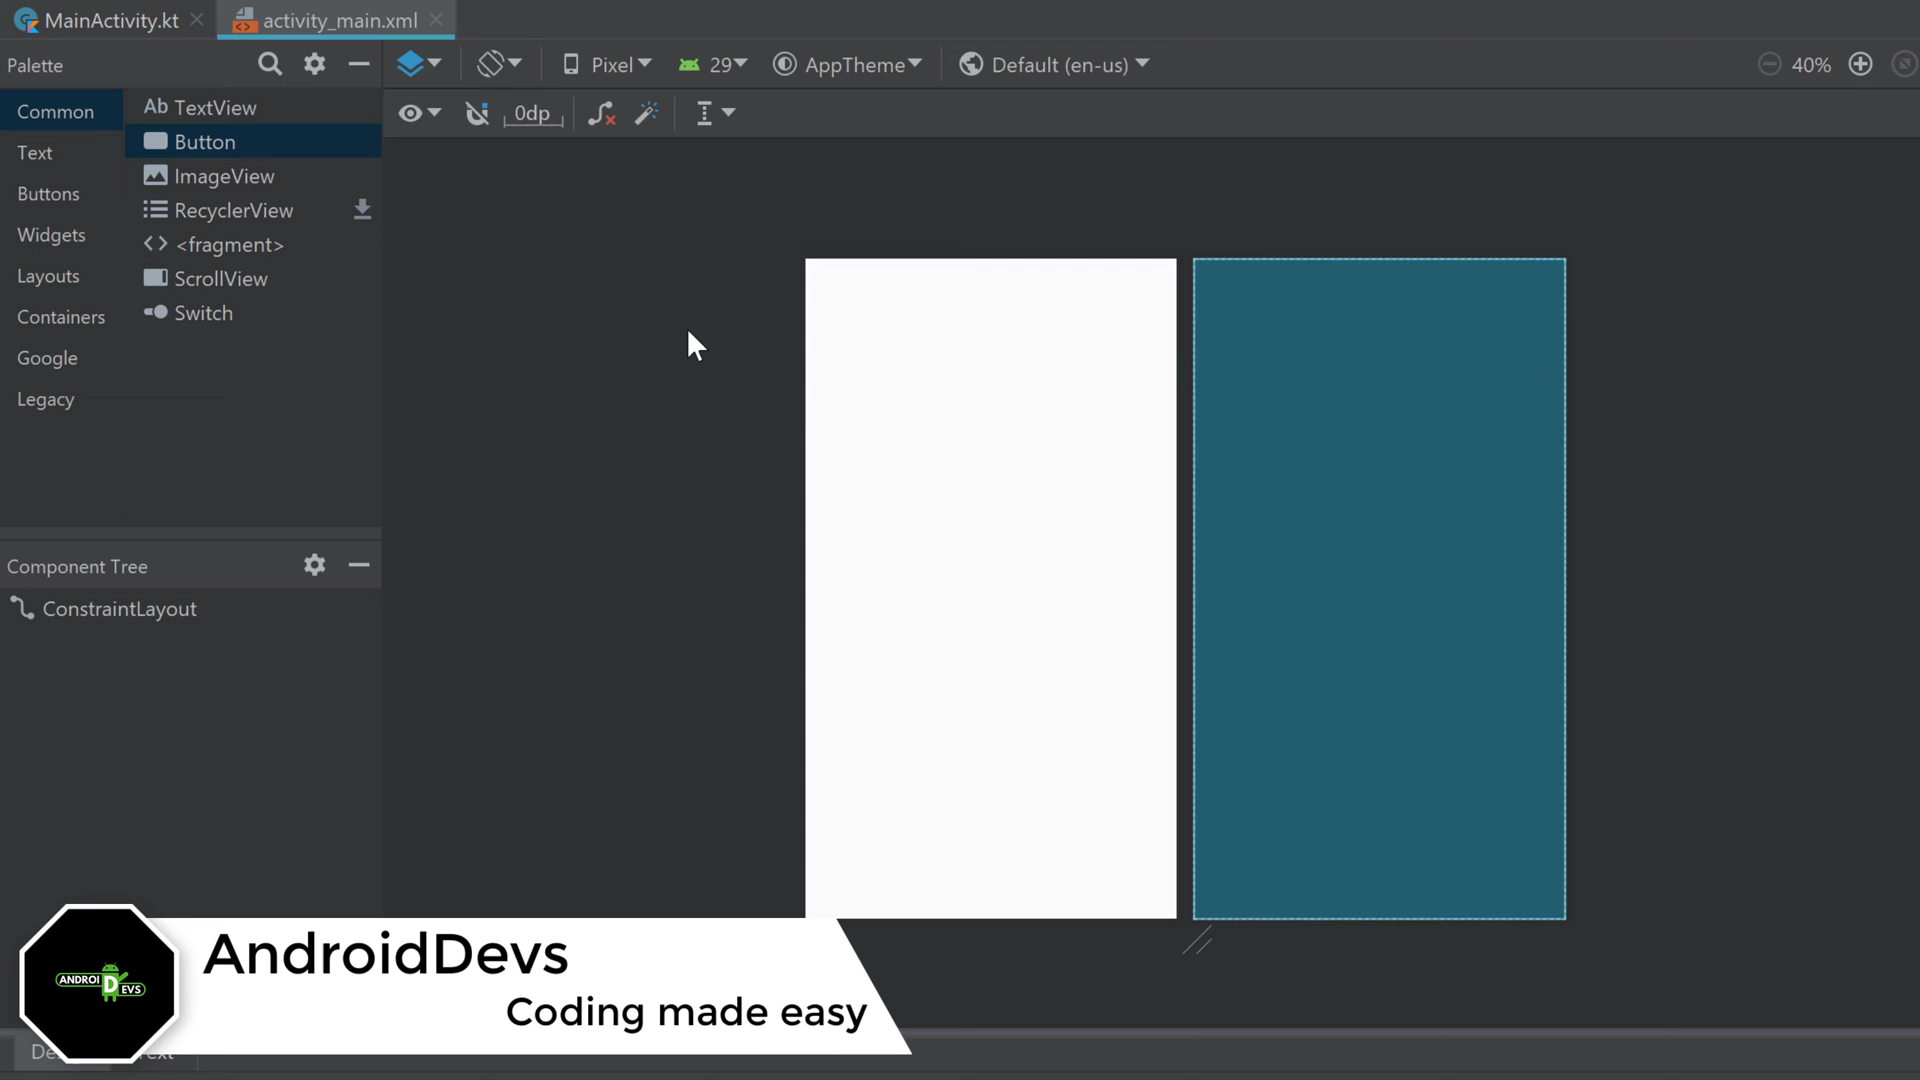 MainActivity.kt
activity_main.xml
Palette
Pixel
29
AppTheme
Default (en-us)
40%
0dp
Common
Text
Buttons
Widgets
Layouts
Containers
Google
Legacy
Ab TextView
Button
ImageView
RecyclerView
<fragment>
ScrollView
Switch
Component Tree
ConstraintLayout
ANDROI D EVS
AndroidDevs
Coding made easy